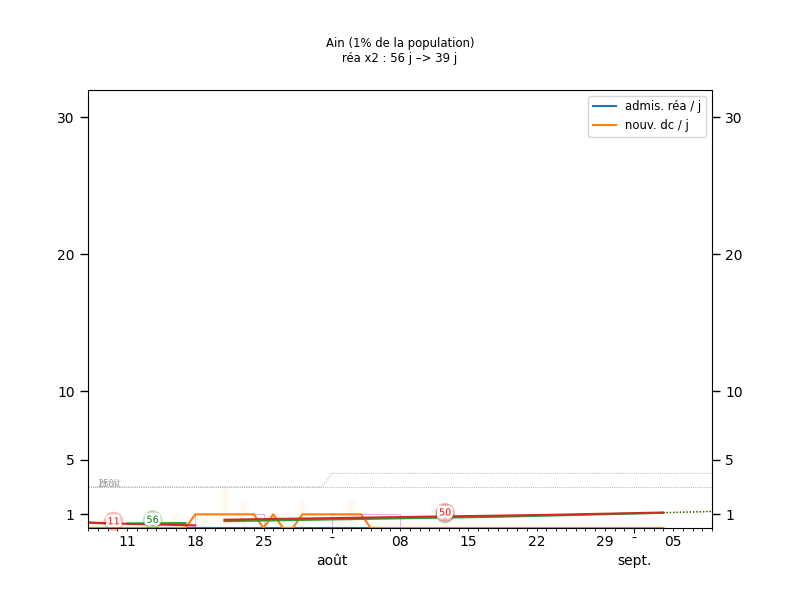 Ain (1% de la population)
réa x2 : 56 j –> 39 j
admis. réa / j
nouv. dc / j
30 30
20 20
10 10
5 5
1 1
11 56 50
11 18 25 - 08 15 22 29 - 05
août sept.